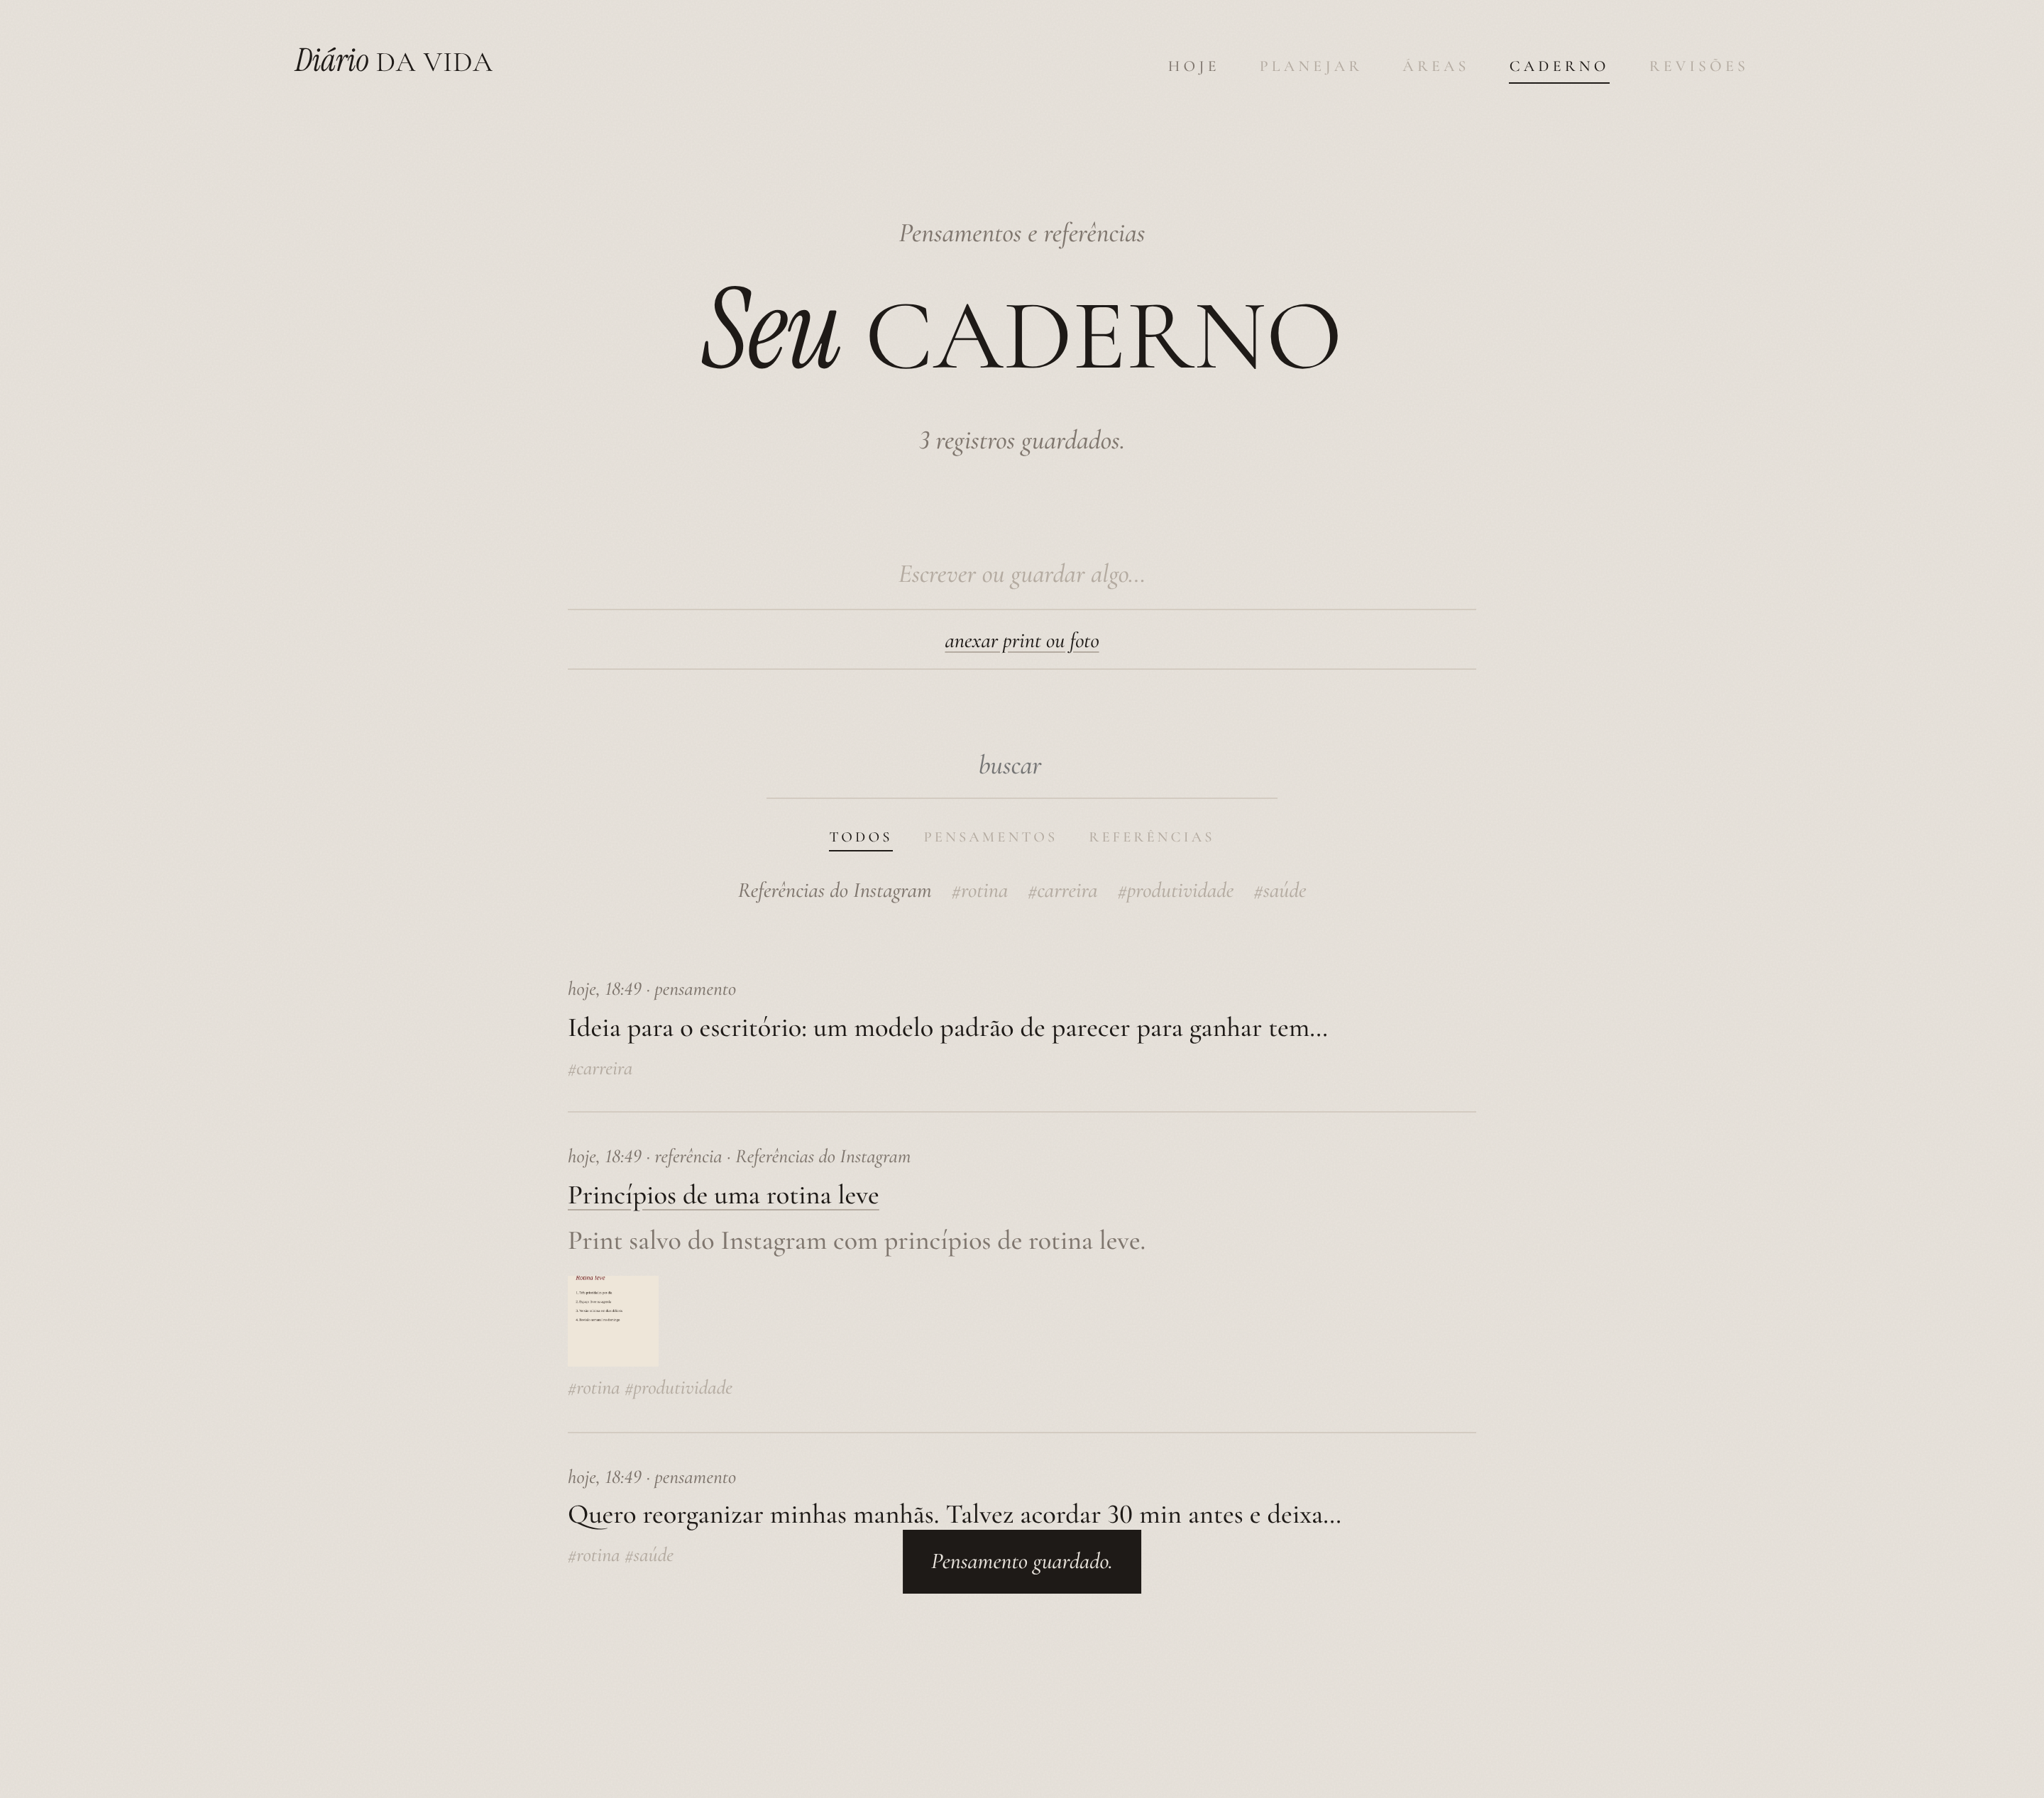 Diário DA VIDA
HOJE PLANEJAR ÁREAS CADERNO REVISÕES
Pensamentos e referências
Seu CADERNO
3 registros guardados.
Escrever ou guardar algo...
anexar print ou foto
buscar
TODOS PENSAMENTOS REFERÊNCIAS
Referências do Instagram #rotina #carreira #produtividade #saúde
hoje, 18:49 · pensamento
Ideia para o escritório: um modelo padrão de parecer para ganhar tem...
#carreira
hoje, 18:49 · referência · Referências do Instagram
Princípios de uma rotina leve
Print salvo do Instagram com princípios de rotina leve.
Rotina leve
#rotina #produtividade
hoje, 18:49 · pensamento
Quero reorganizar minhas manhãs. Talvez acordar 30 min antes e deixa...
#rotina #saúde
Pensamento guardado.